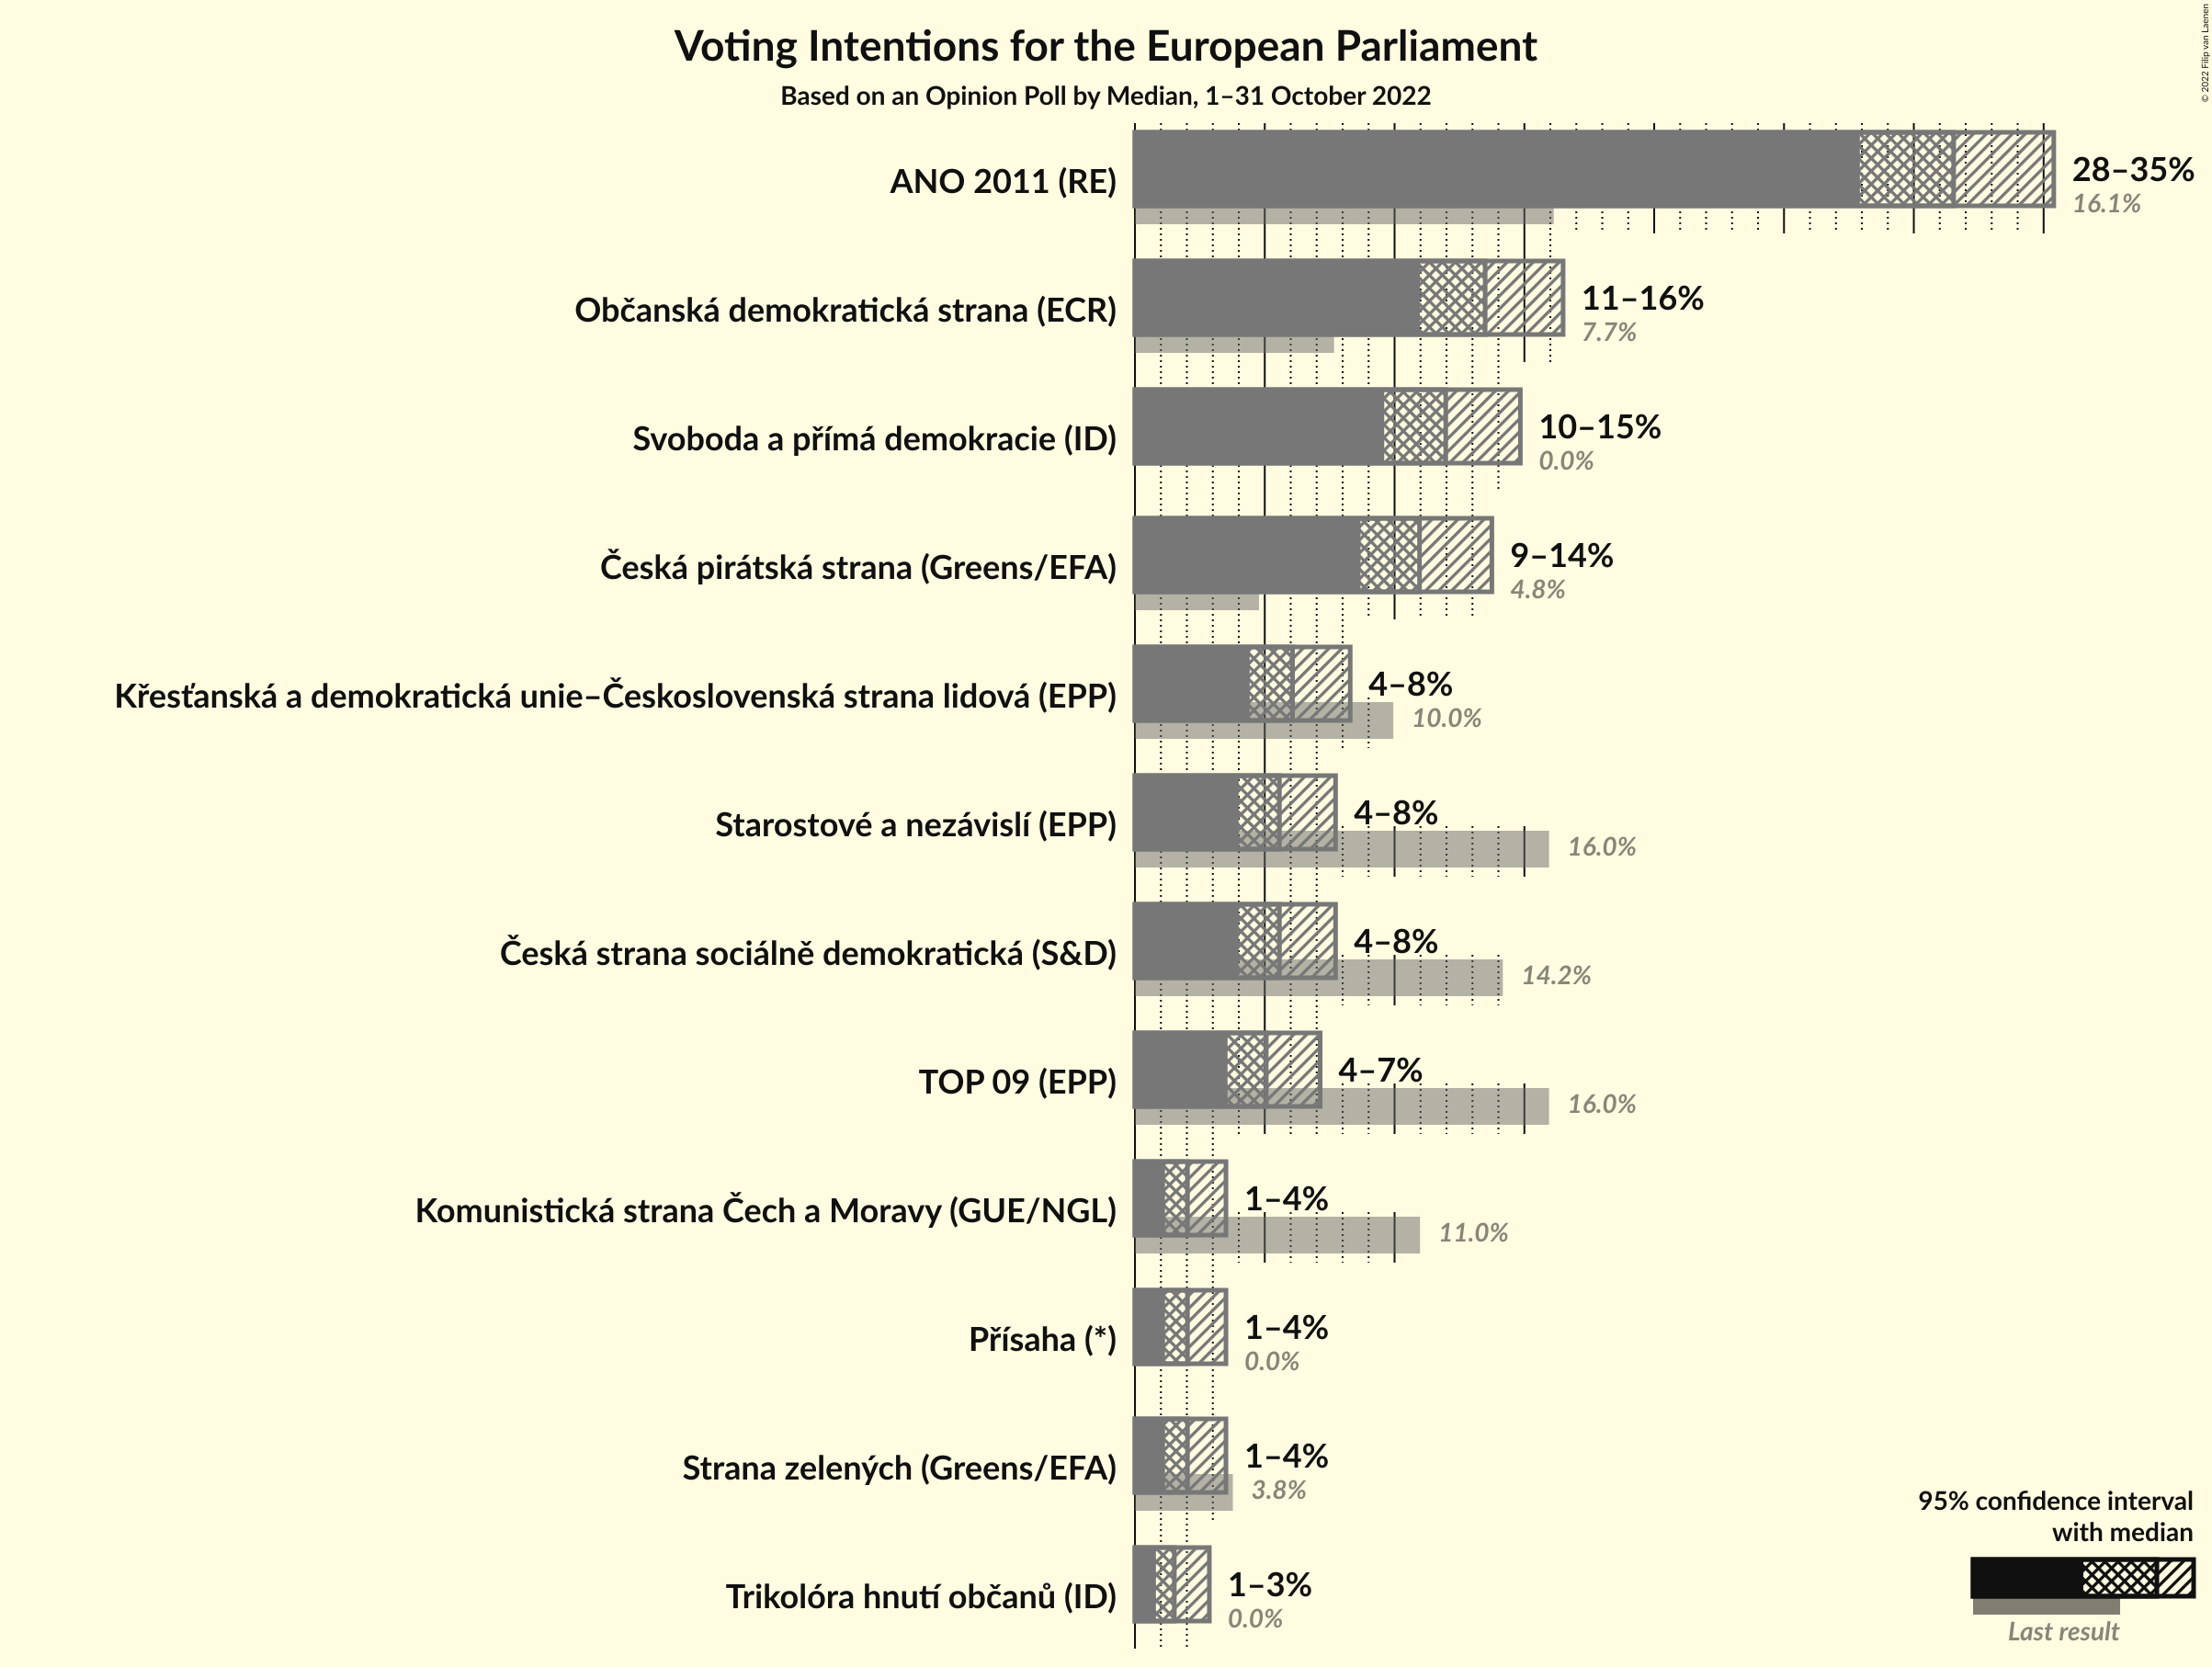 Voting Intentions for the European Parliament
Based on an Opinion Poll by Median, 1–31 October 2022
© 2022 Filip van Laenen
ANO 2011 (RE)
28–35%
16.1%
Občanská demokratická strana (ECR)
11–16%
7.7%
Svoboda a přímá demokracie (ID)
10–15%
0.0%
Česká pirátská strana (Greens/EFA)
9–14%
4.8%
Křesťanská a demokratická unie–Československá strana lidová (EPP)
4–8%
10.0%
Starostové a nezávislí (EPP)
4–8%
16.0%
Česká strana sociálně demokratická (S&D)
4–8%
14.2%
TOP 09 (EPP)
4–7%
16.0%
Komunistická strana Čech a Moravy (GUE/NGL)
1–4%
11.0%
Přísaha (*)
1–4%
0.0%
Strana zelených (Greens/EFA)
1–4%
3.8%
Trikolóra hnutí občanů (ID)
1–3%
0.0%
95% confidence interval
with median
Last result